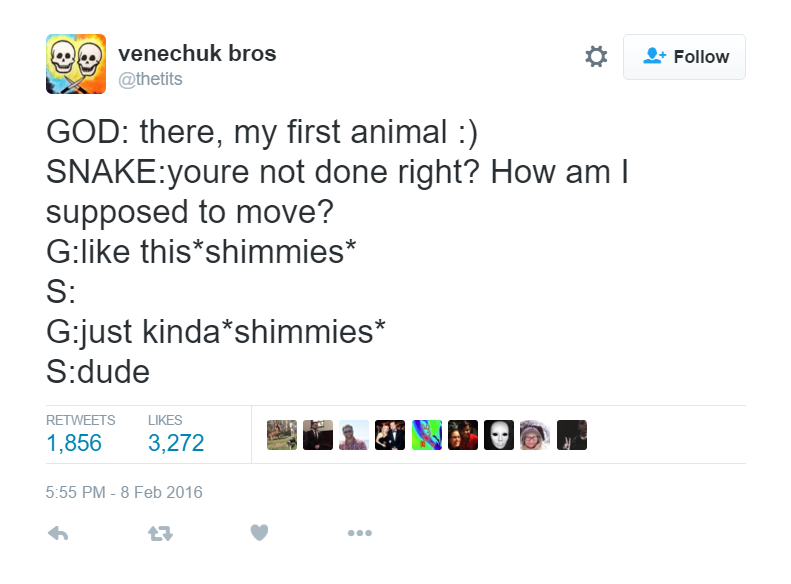 venechuk bros
@thetits
Follow
GOD: there, my first animal :)
SNAKE:youre not done right? How am I
supposed to move?
G:like this*shimmies*
S:
G:just kinda*shimmies*
S:dude
RETWEETS LIKES
1,856 3,272
5:55 PM - 8 Feb 2016